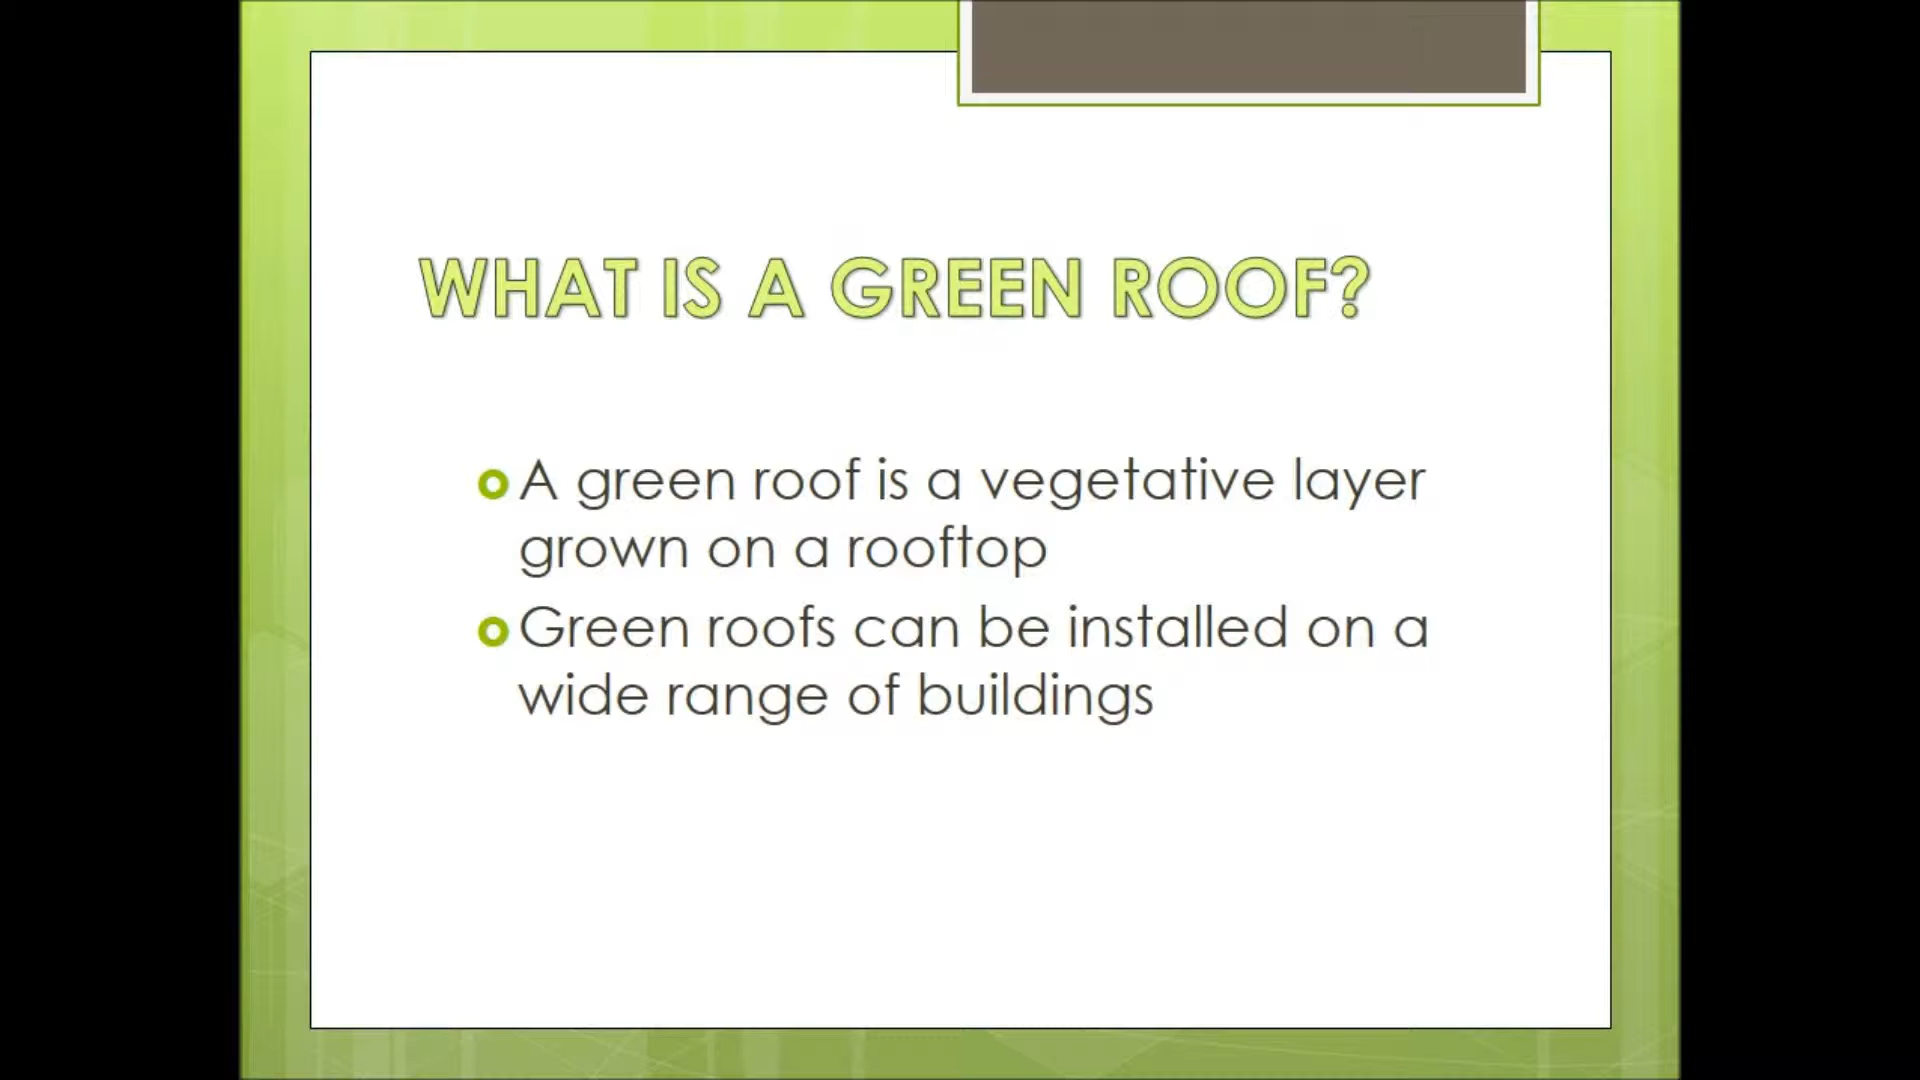 WHAT IS A GREEN ROOF?
A green roof is a vegetative layer
grown on a rooftop
Green roofs can be installed on a
wide range of buildings